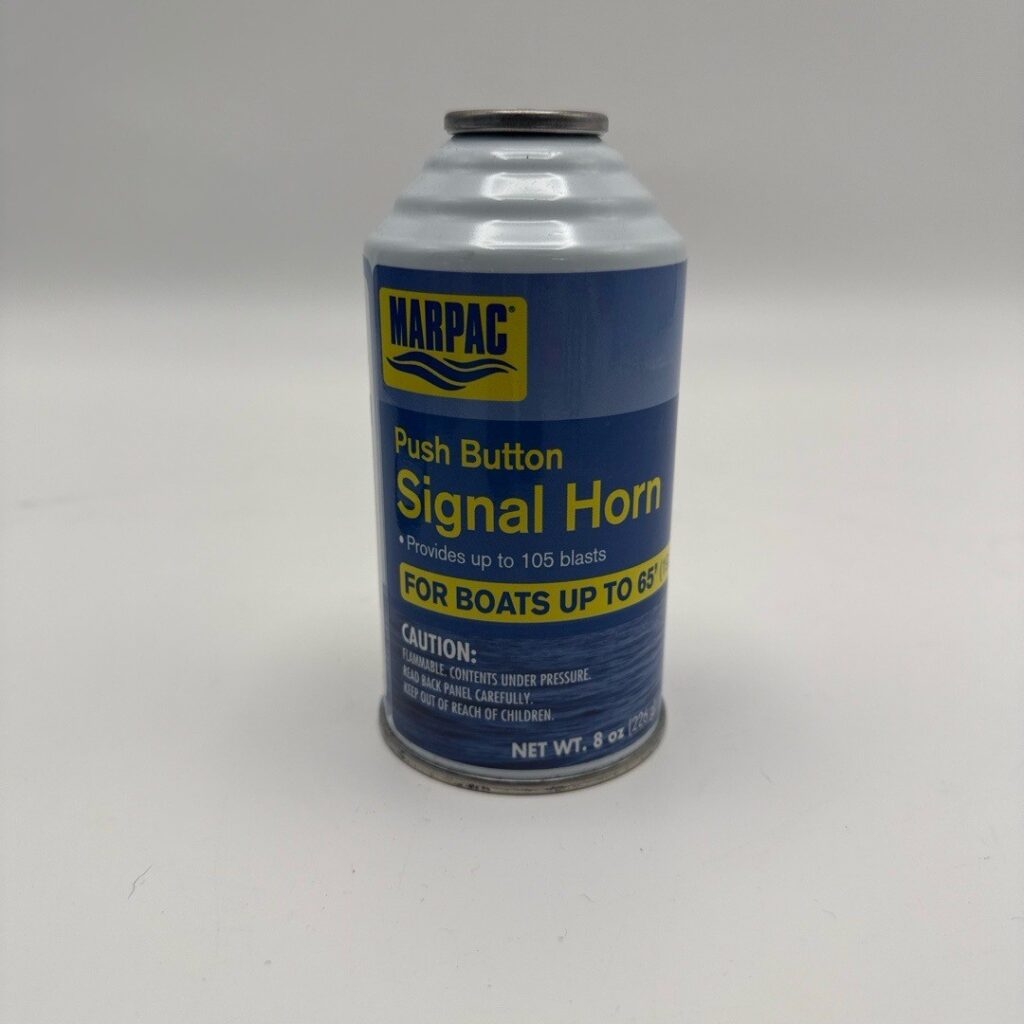 MARPAC®
Push Button
Signal Horn
• Provides up to 105 blasts
FOR BOATS UP TO 65'
CAUTION:
FLAMMABLE. CONTENTS UNDER PRESSURE.
READ BACK PANEL CAREFULLY.
KEEP OUT OF REACH OF CHILDREN.
NET WT. 8 oz (226 g